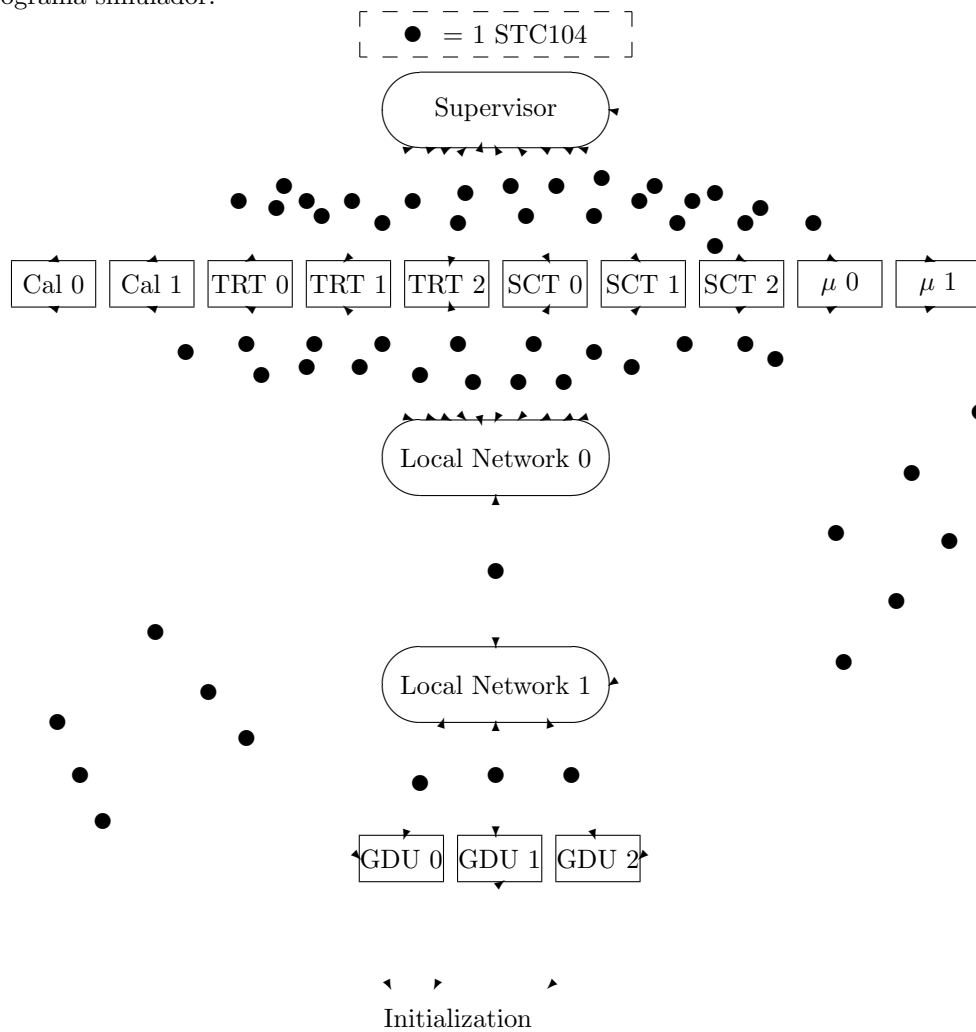 ograma simulador.
= 1 STC104
Supervisor
Cal 0 Cal 1 TRT 0 TRT 1 TRT 2 SCT 0 SCT 1 SCT 2 μ 0 μ 1
Local Network 0
Local Network 1
GDU 0 GDU 1 GDU 2
Initialization